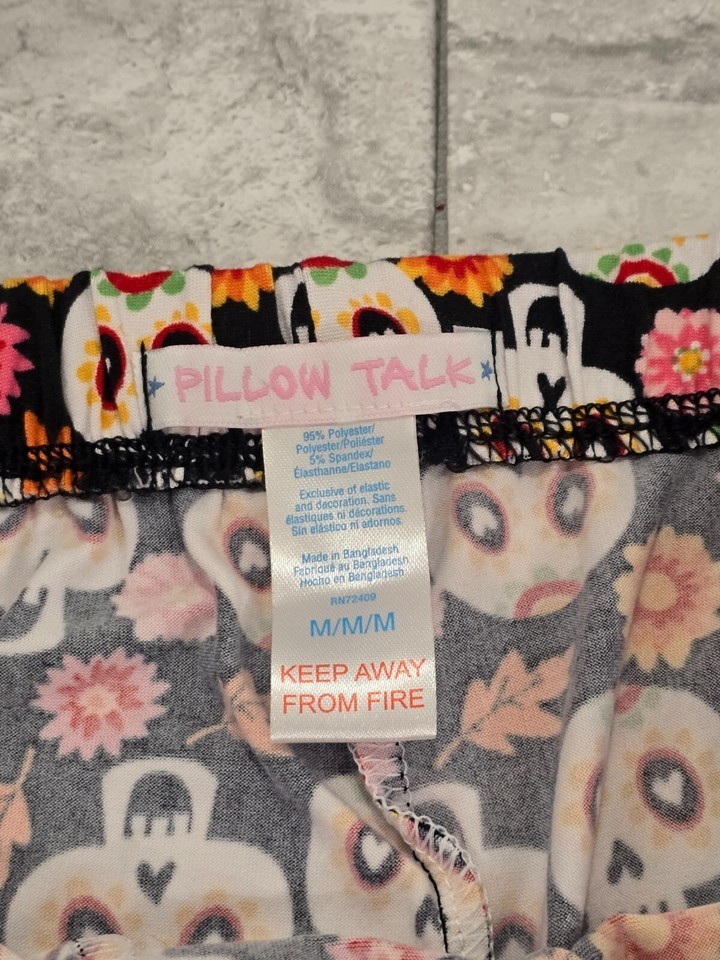 PILLOW TALK
95% Polyester/
Polyester/Poliéster
5% Spandex/
Élasthanne/Elastano
Exclusive of elastic
and decoration. Sans
élastiques ni décorations.
Sin elástico ni adornos.
Made in Bangladesh
Fabriqué au Bangladesh
Hocho en Bangladesh
RN72409
M/M/M
KEEP AWAY
FROM FIRE